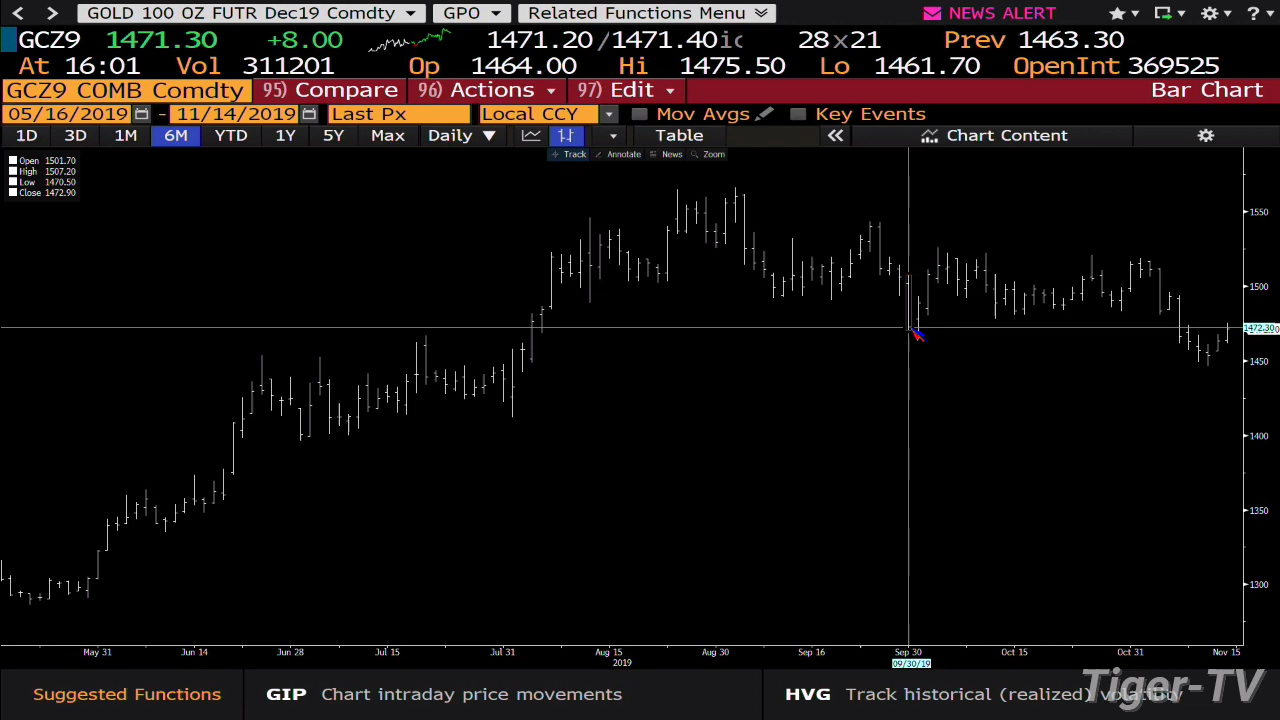 GOLD 100 OZ FUTR Dec19 Comdty GPO Related Functions Menu NEWS ALERT ?
GCZ9 1471.30 +8.00 1471.20/1471.40ic 28x21 Prev 1463.30
At 16:01 Vol 311201 Op 1464.00 Hi 1475.50 Lo 1461.70 OpenInt 369525
GCZ9 COMB Comdty 95) Compare 96) Actions 97) Edit Bar Chart
05/16/2019 - 11/14/2019 Last Px Local CCY Mov Avgs Key Events
1D 3D 1M 6M YTD 1Y 5Y Max Daily Table Chart Content
Track Annotate News Zoom
Open 1501.70
High 1507.20
Low 1470.50
Close 1472.90
1550
1500
1472.30
1450
1400
1350
1300
May 31 Jun 14 Jun 28 Jul 15 Jul 31 Aug 15 Aug 30 Sep 16 Sep 30 Oct 15 Oct 31 Nov 15
2019 09/30/19
Suggested Functions GIP Chart intraday price movements HVG Track historical (realized) volatility
Tiger-TV